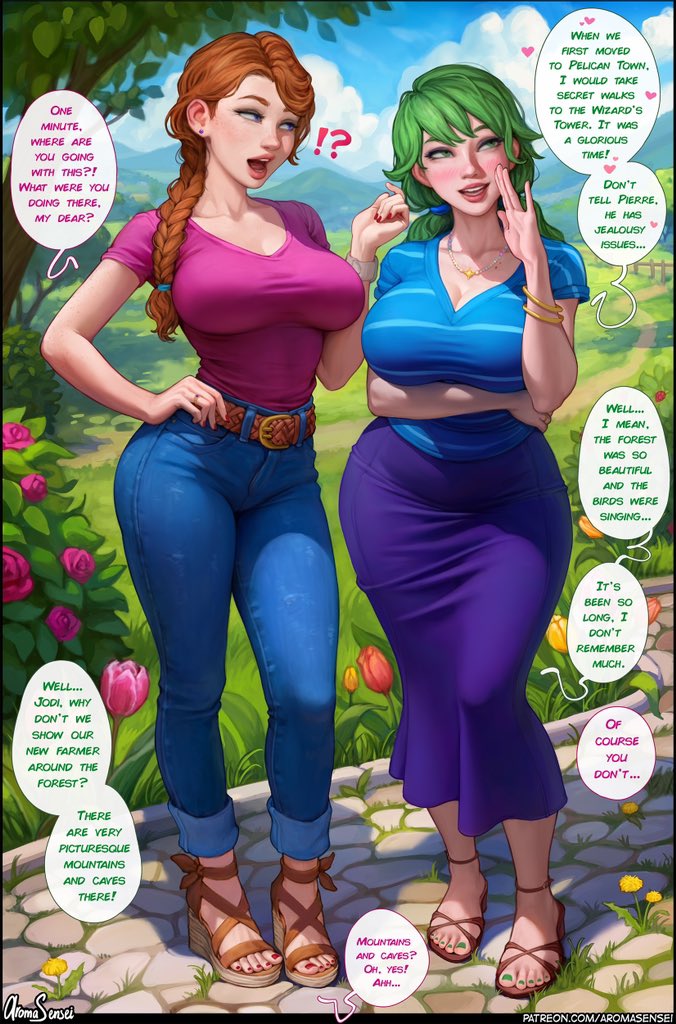 When we
first moved
to Pelican Town,
I would take
secret walks
to the Wizard's
Tower. It was
a glorious
time!
Don't
tell Pierre,
he has
jealousy
issues...
One
minute,
where are
you going
with this?!
What were you
doing there,
my dear?
!?
Well...
I mean,
the forest
was so
beautiful
and the
birds were
singing...
It's
been so
long, I
don't
remember
much.
Of
course
you
don't...
Well...
Jodi, why
don't we
show our
new farmer
around the
forest?
There
are very
picturesque
mountains
and caves
there!
Mountains
and caves?
Oh, yes!
Ahh...
AromaSensei
AromaSensei
patreon.com/aromasensei